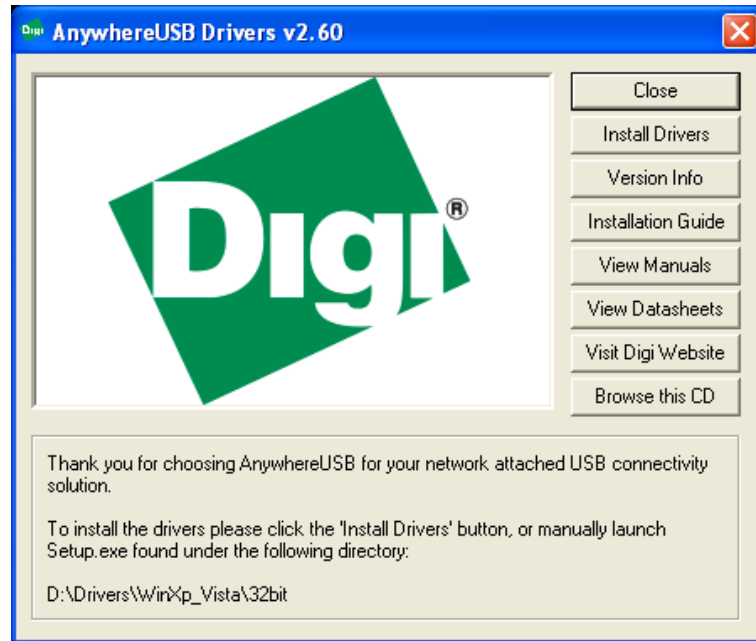 Digi AnywhereUSB Drivers v2.60
Digi®
Close
Install Drivers
Version Info
Installation Guide
View Manuals
View Datasheets
Visit Digi Website
Browse this CD
Thank you for choosing AnywhereUSB for your network attached USB connectivity
solution.
To install the drivers please click the 'Install Drivers' button, or manually launch
Setup.exe found under the following directory:
D:\Drivers\WinXp_Vista\32bit